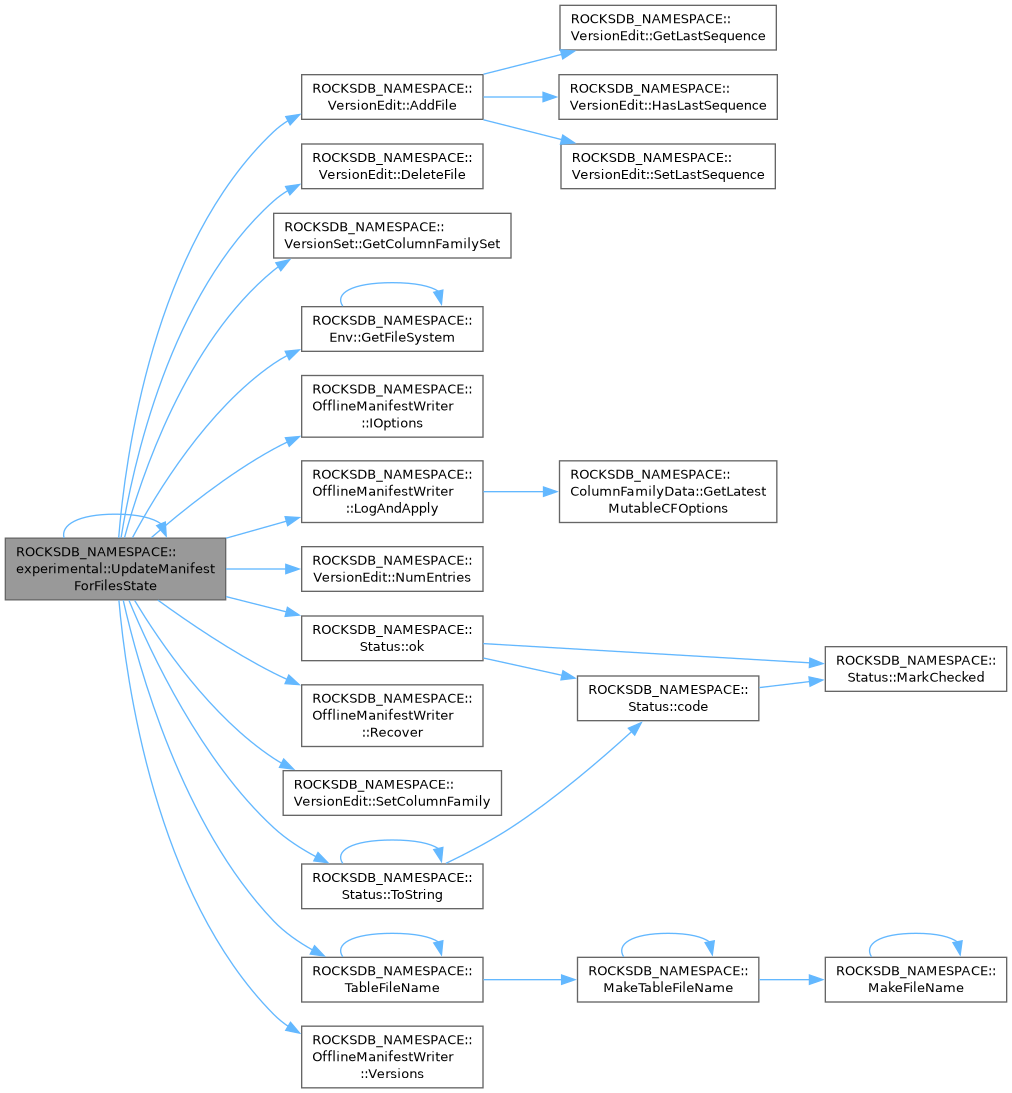 ROCKSDB_NAMESPACE::
VersionEdit::GetLastSequence
ROCKSDB_NAMESPACE::
VersionEdit::AddFile
ROCKSDB_NAMESPACE::
VersionEdit::HasLastSequence
ROCKSDB_NAMESPACE::
VersionEdit::SetLastSequence
ROCKSDB_NAMESPACE::
VersionEdit::DeleteFile
ROCKSDB_NAMESPACE::
VersionSet::GetColumnFamilySet
ROCKSDB_NAMESPACE::
Env::GetFileSystem
ROCKSDB_NAMESPACE::
OfflineManifestWriter
::IOptions
ROCKSDB_NAMESPACE::
OfflineManifestWriter
::LogAndApply
ROCKSDB_NAMESPACE::
ColumnFamilyData::GetLatest
MutableCFOptions
ROCKSDB_NAMESPACE::
experimental::UpdateManifest
ForFilesState
ROCKSDB_NAMESPACE::
VersionEdit::NumEntries
ROCKSDB_NAMESPACE::
Status::ok
ROCKSDB_NAMESPACE::
Status::MarkChecked
ROCKSDB_NAMESPACE::
Status::code
ROCKSDB_NAMESPACE::
OfflineManifestWriter
::Recover
ROCKSDB_NAMESPACE::
VersionEdit::SetColumnFamily
ROCKSDB_NAMESPACE::
Status::ToString
ROCKSDB_NAMESPACE::
TableFileName
ROCKSDB_NAMESPACE::
MakeTableFileName
ROCKSDB_NAMESPACE::
MakeFileName
ROCKSDB_NAMESPACE::
OfflineManifestWriter
::Versions